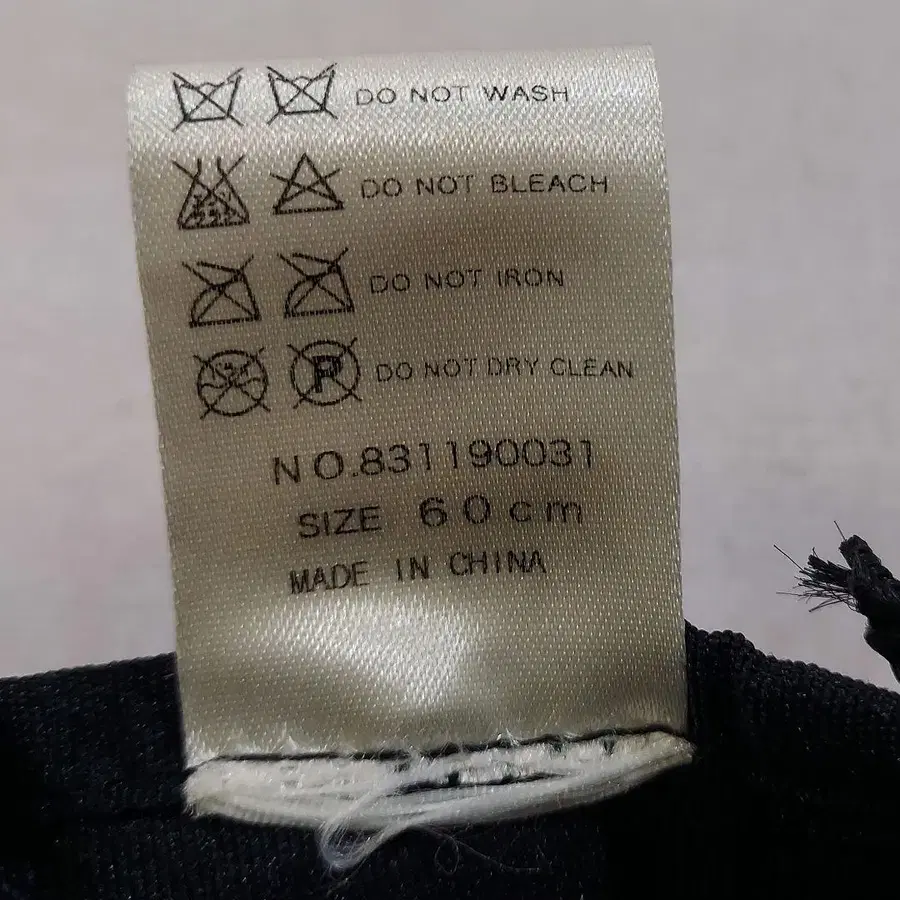 DO NOT WASH
DO NOT BLEACH
DO NOT IRON
P DO NOT DRY CLEAN
NO.831190031
SIZE 60cm
MADE IN CHINA